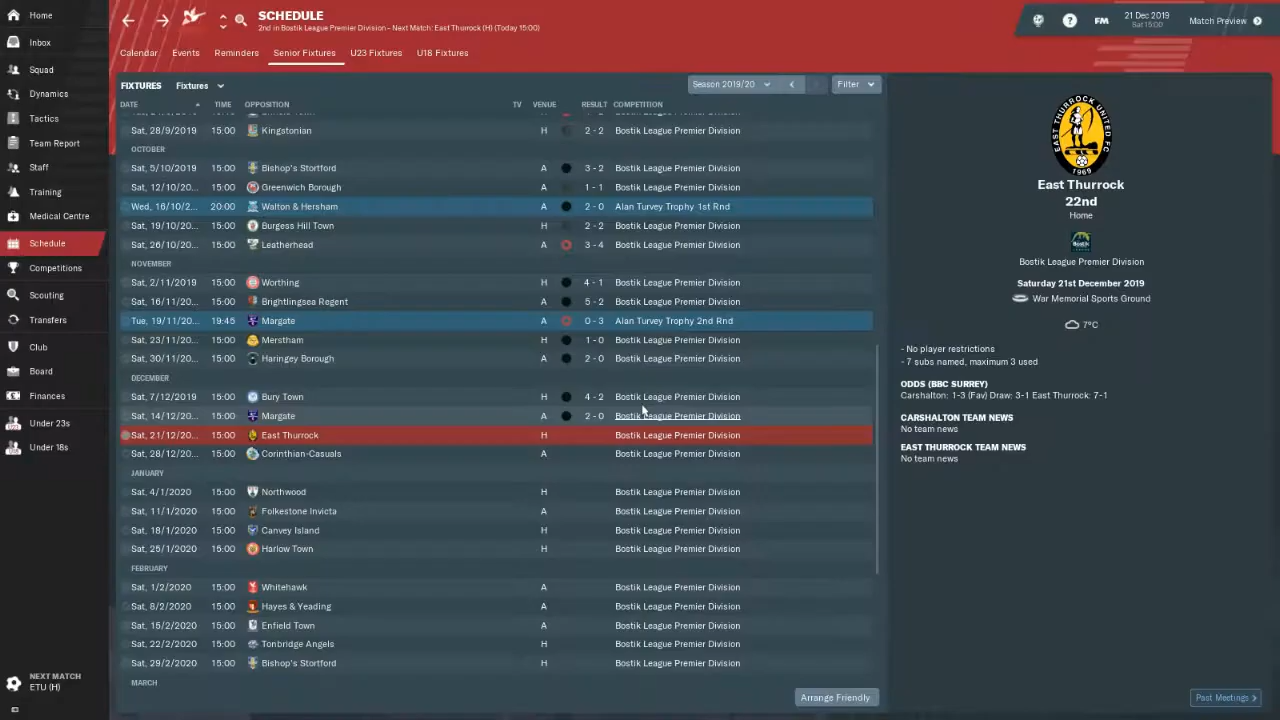 Home
SCHEDULE
2nd in Bostik League Premier Division - Next Match: East Thurrock (H) (Today 15:00)
21 Dec 2019
Sat 15:00
FM
Match Preview
Calendar Events Reminders Senior Fixtures U23 Fixtures U18 Fixtures
Inbox
Squad
Dynamics
Tactics
Team Report
Staff
Training
Medical Centre
Schedule
Competitions
Scouting
Transfers
Club
Board
Finances
Under 23s
Under 18s
NEXT MATCH
ETU (H)
FIXTURES Fixtures Season 2019/20 Filter
DATE TIME OPPOSITION TV VENUE RESULT COMPETITION
Sat, 28/9/2019 15:00 Kingstonian H 2 - 2 Bostik League Premier Division
OCTOBER
Sat, 5/10/2019 15:00 Bishop's Stortford A 3 - 2 Bostik League Premier Division
Sat, 12/10/20... 15:00 Greenwich Borough A 1 - 1 Bostik League Premier Division
Wed, 16/10/2... 20:00 Walton & Hersham A 2 - 0 Alan Turvey Trophy 1st Rnd
Sat, 19/10/20... 15:00 Burgess Hill Town H 2 - 2 Bostik League Premier Division
Sat, 26/10/20... 15:00 Leatherhead A 3 - 4 Bostik League Premier Division
NOVEMBER
Sat, 2/11/2019 15:00 Worthing H 4 - 1 Bostik League Premier Division
Sat, 16/11/20... 15:00 Brightlingsea Regent A 5 - 2 Bostik League Premier Division
Tue, 19/11/20... 19:45 Margate A 0 - 3 Alan Turvey Trophy 2nd Rnd
Sat, 23/11/20... 15:00 Merstham H 1 - 0 Bostik League Premier Division
Sat, 30/11/20... 15:00 Haringey Borough A 2 - 0 Bostik League Premier Division
DECEMBER
Sat, 7/12/2019 15:00 Bury Town H 4 - 2 Bostik League Premier Division
Sat, 14/12/20... 15:00 Margate A 2 - 0 Bostik League Premier Division
Sat, 21/12/20... 15:00 East Thurrock H Bostik League Premier Division
Sat, 28/12/20... 15:00 Corinthian-Casuals A Bostik League Premier Division
JANUARY
Sat, 4/1/2020 15:00 Northwood H Bostik League Premier Division
Sat, 11/1/2020 15:00 Folkestone Invicta A Bostik League Premier Division
Sat, 18/1/2020 15:00 Canvey Island H Bostik League Premier Division
Sat, 25/1/2020 15:00 Harlow Town H Bostik League Premier Division
FEBRUARY
Sat, 1/2/2020 15:00 Whitehawk A Bostik League Premier Division
Sat, 8/2/2020 15:00 Hayes & Yeading A Bostik League Premier Division
Sat, 15/2/2020 15:00 Enfield Town A Bostik League Premier Division
Sat, 22/2/2020 15:00 Tonbridge Angels H Bostik League Premier Division
Sat, 29/2/2020 15:00 Bishop's Stortford H Bostik League Premier Division
MARCH
Arrange Friendly
EAST THURROCK UNITED FC
1969
East Thurrock
22nd
Home
Bostik
Bostik League Premier Division
Saturday 21st December 2019
War Memorial Sports Ground
7°C
- No player restrictions
- 7 subs named, maximum 3 used
ODDS (BBC SURREY)
Carshalton: 1-3 (Fav) Draw: 3-1 East Thurrock: 7-1
CARSHALTON TEAM NEWS
No team news
EAST THURROCK TEAM NEWS
No team news
Past Meetings